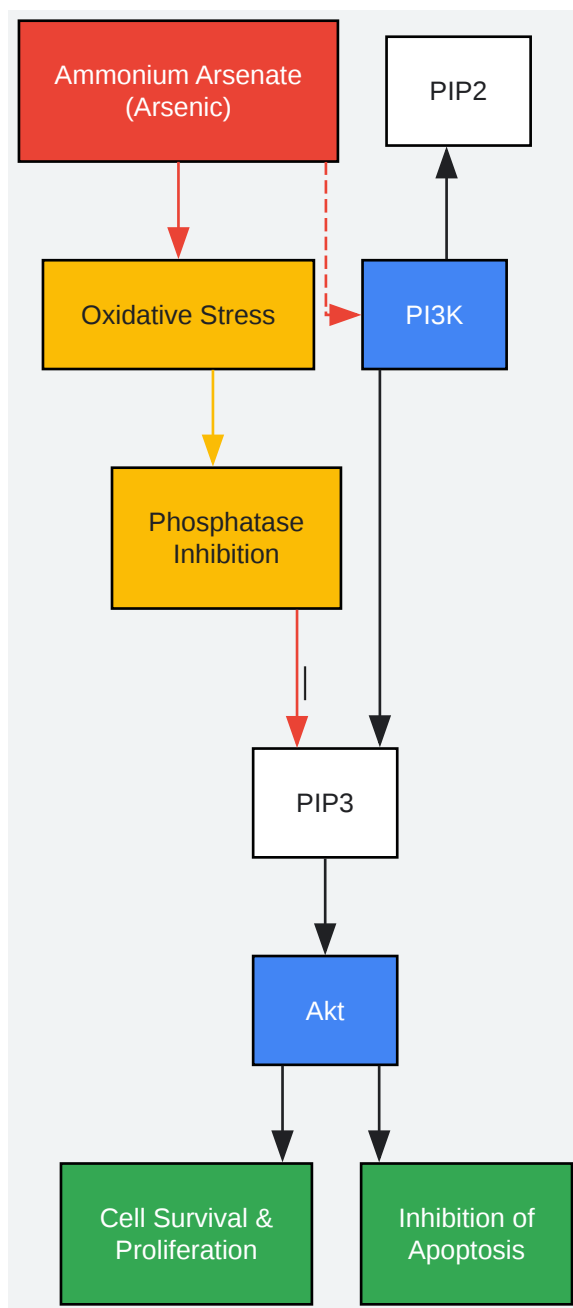 Ammonium Arsenate
(Arsenic)
PIP2
Oxidative Stress
PI3K
Phosphatase
Inhibition
|
PIP3
Akt
Cell Survival &
Proliferation
Inhibition of
Apoptosis